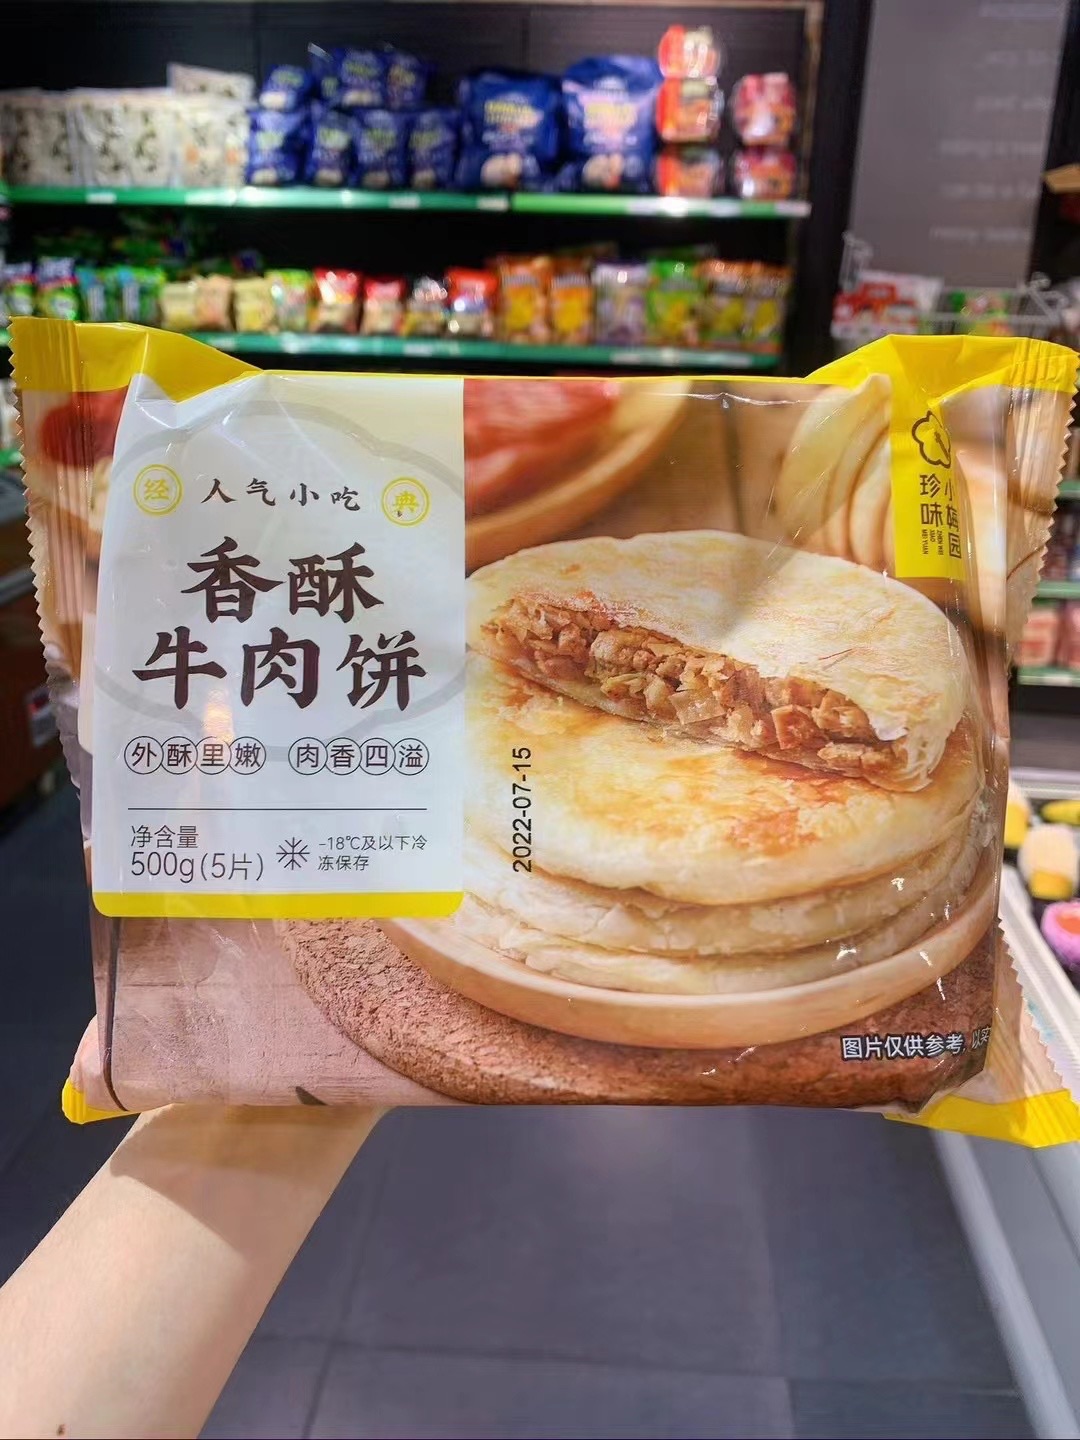 经 人气小吃 典
香酥
牛肉饼
外酥里嫩 肉香四溢
净含量
500g(5片)
-18℃及以下冷
冻保存
2022-07-15
珍味
小梅园
图片仅供参考，以实